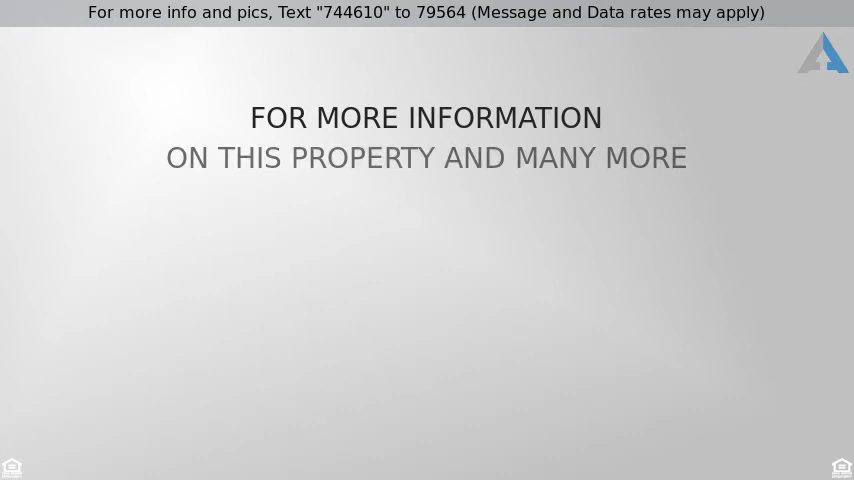 For more info and pics, Text "744610" to 79564 (Message and Data rates may apply)
FOR MORE INFORMATION
ON THIS PROPERTY AND MANY MORE